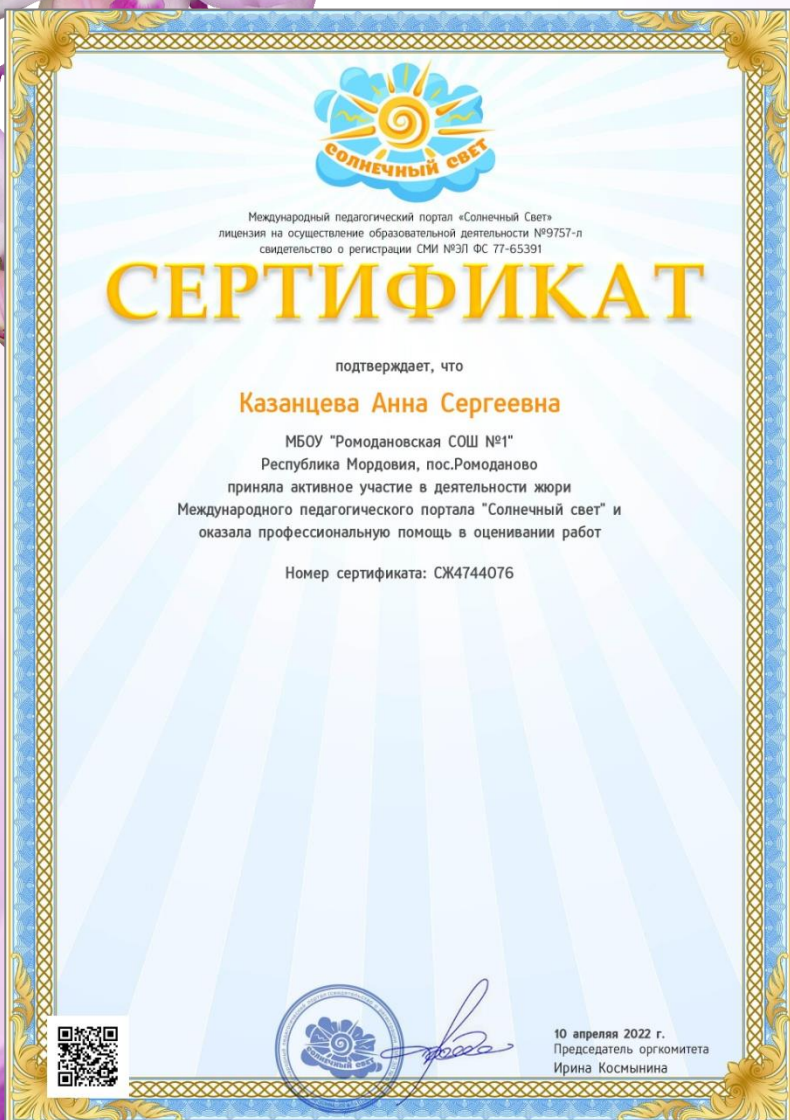 СОЛНЕЧНЫЙ СВЕТ
Международный педагогический портал «Солнечный Свет»
лицензия на осуществление образовательной деятельности №9757-л
свидетельство о регистрации СМИ №ЭЛ ФС 77-65391
СЕРТИФИКАТ
подтверждает, что
Казанцева Анна Сергеевна
МБОУ "Ромодановская СОШ №1"
Республика Мордовия, пос.Ромоданово
приняла активное участие в деятельности жюри
Международного педагогического портала "Солнечный свет" и
оказала профессиональную помощь в оценивании работ
Номер сертификата: СЖ4744076
СОЛНЕЧНЫЙ СВЕТ
10 апреляя 2022 г.
Председатель оргкомитета
Ирина Космынина